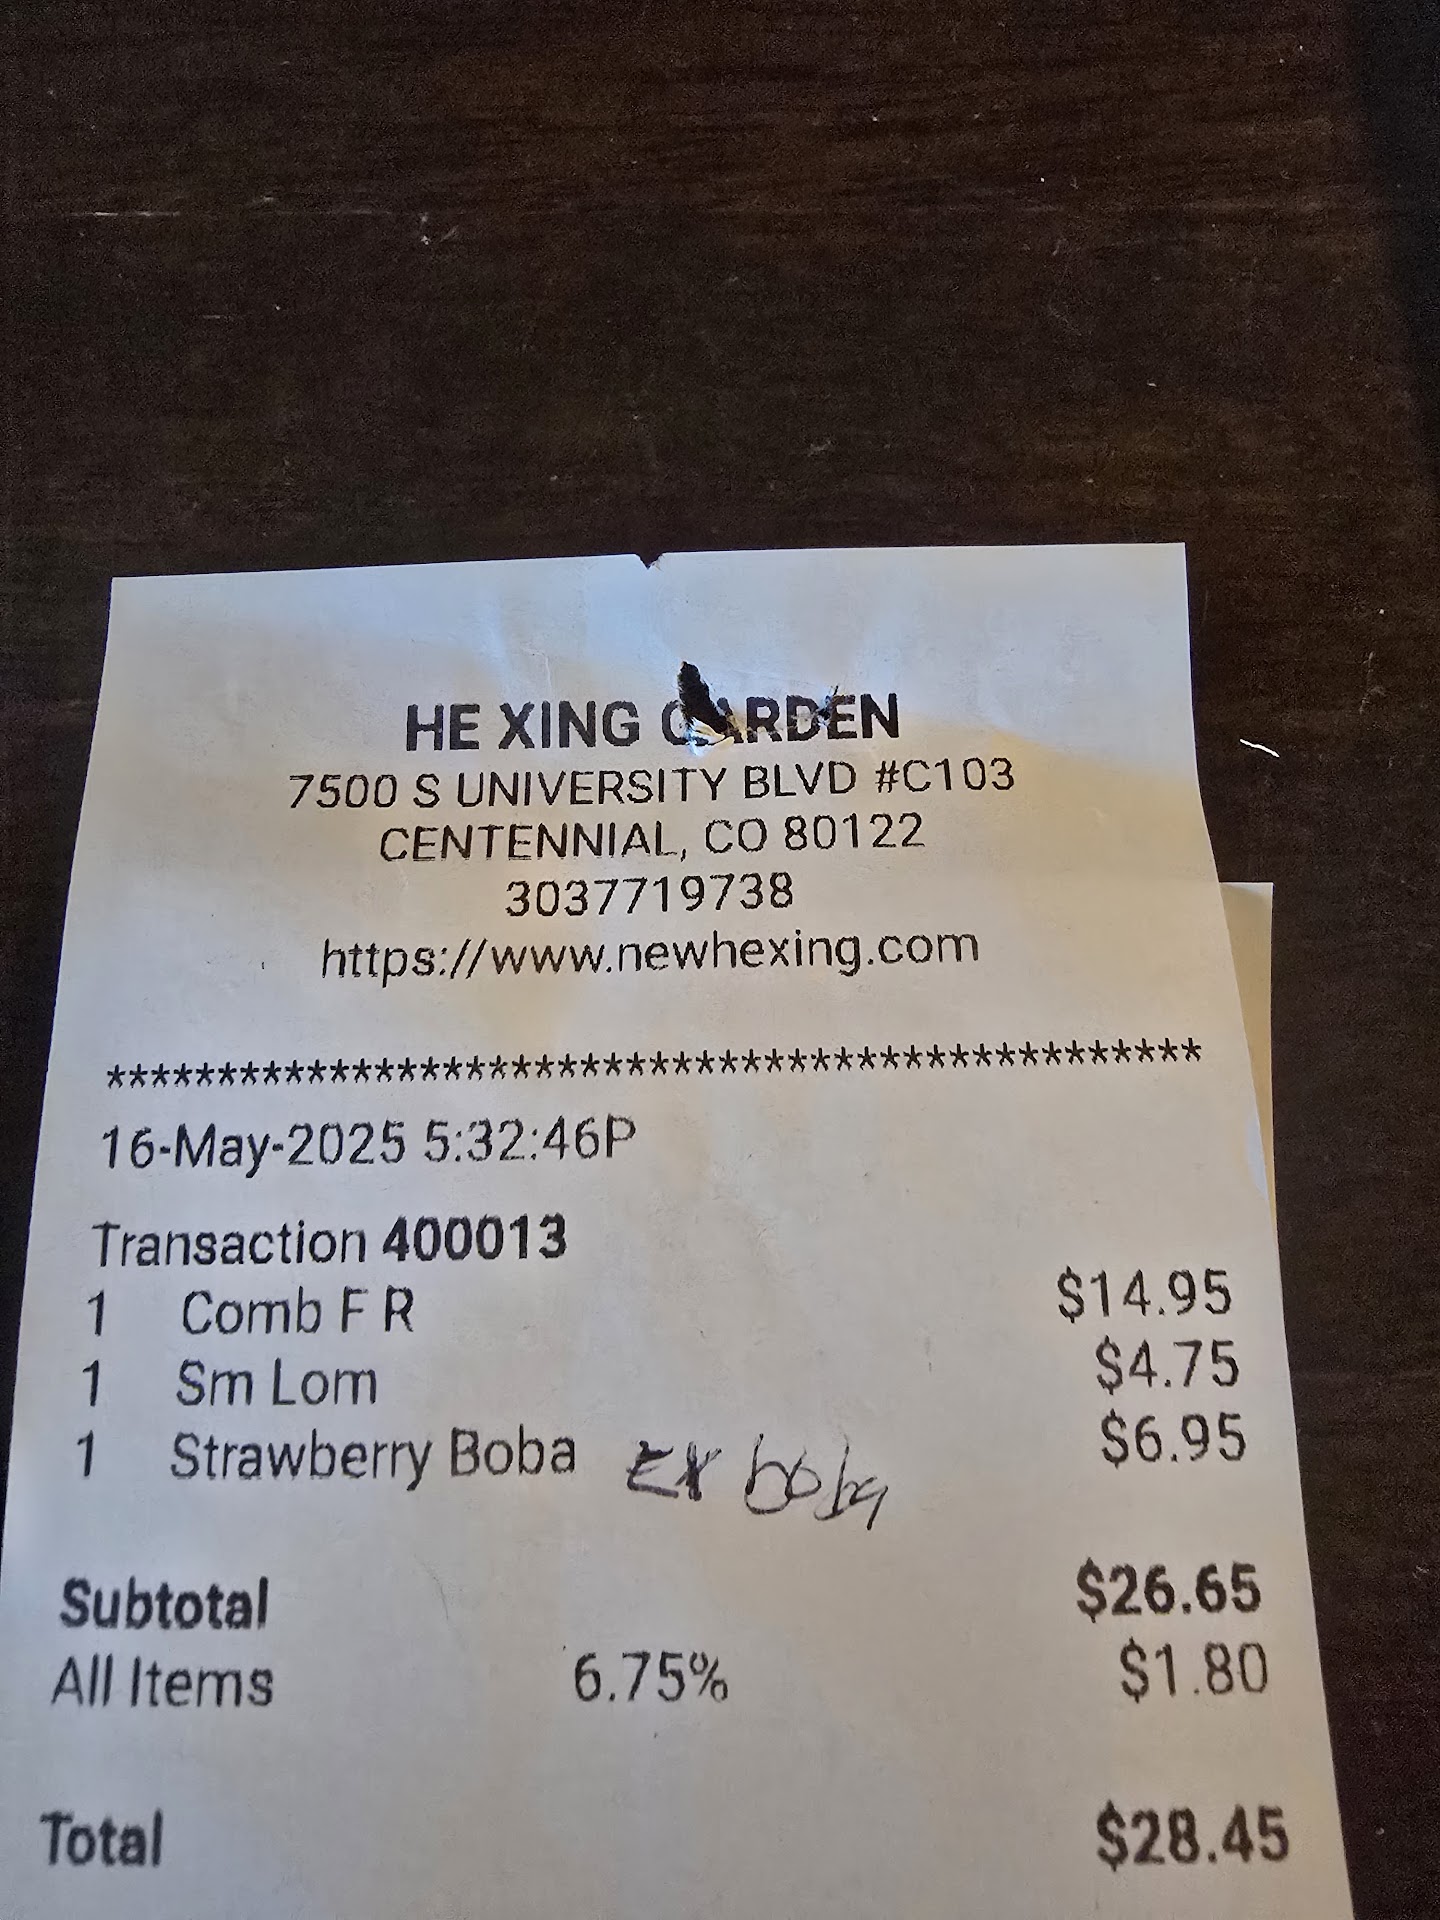 HE XING GARDEN
7500 S UNIVERSITY BLVD #C103
CENTENNIAL, CO 80122
3037719738
https://www.newhexing.com
*************************************************
16-May-2025 5:32:46P
Transaction 400013
1 Comb F R $14.95
1 Sm Lom $4.75
1 Strawberry Boba EX boba $6.95
Subtotal $26.65
All Items 6.75% $1.80
Total $28.45